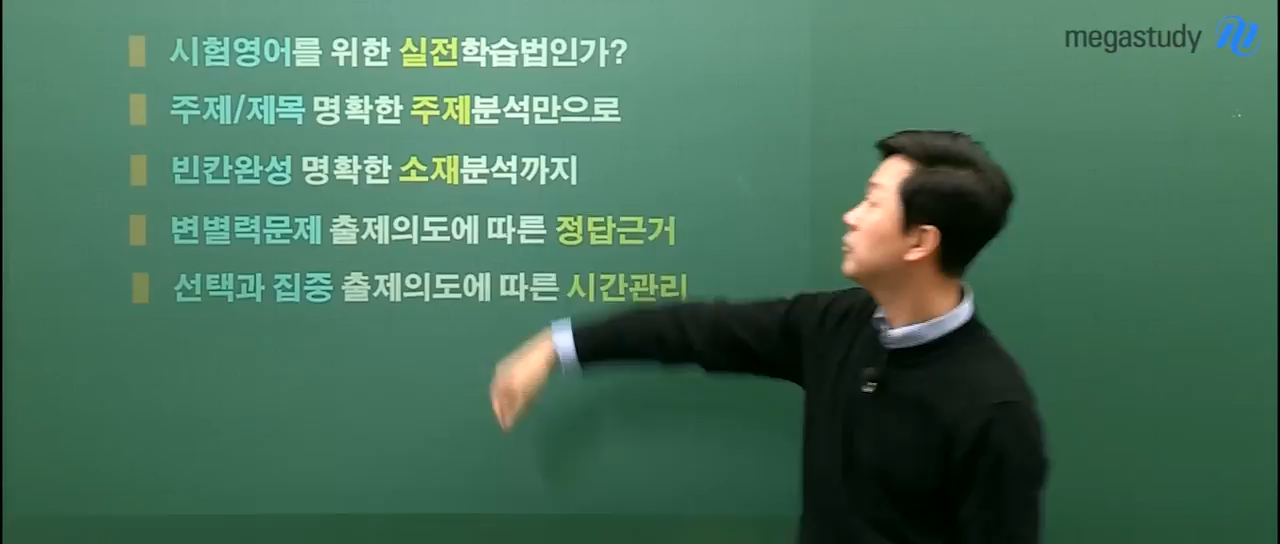 megastudy
시험영어를 위한 실전학습법인가?
주제/제목 명확한 주제분석만으로
빈칸완성 명확한 소재분석까지
변별력문제 출제의도에 따른 정답근거
선택과 집중 출제의도에 따른 시간관리